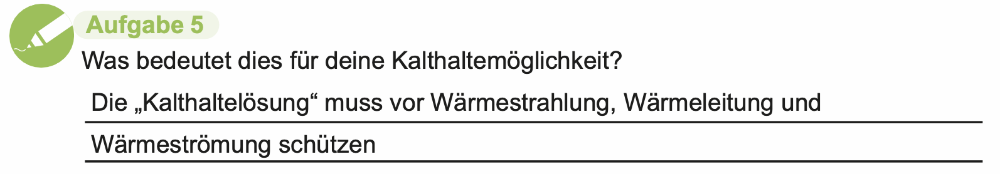 Aufgabe 5
Was bedeutet dies für deine Kalthaltemöglichkeit?
Die „Kalthaltelösung“ muss vor Wärmestrahlung, Wärmeleitung und
Wärmeströmung schützen